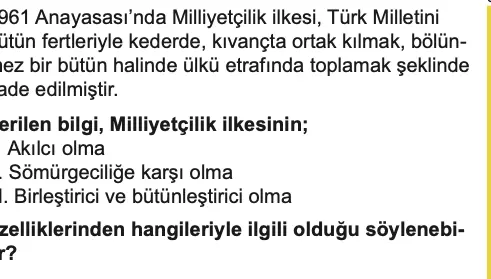 961 Anayasası'nda Milliyetçilik ilkesi, Türk Milletini
ütün fertleriyle kederde, kıvançta ortak kılmak, bölün-
nez bir bütün halinde ülkü etrafında toplamak şeklinde
ade edilmiştir.
erilen bilgi, Milliyetçilik ilkesinin;
. Akılcı olma
. Sömürgeciliğe karşı olma
I. Birleştirici ve bütünleştirici olma
zelliklerinden hangileriyle ilgili olduğu söylenebi-
r?